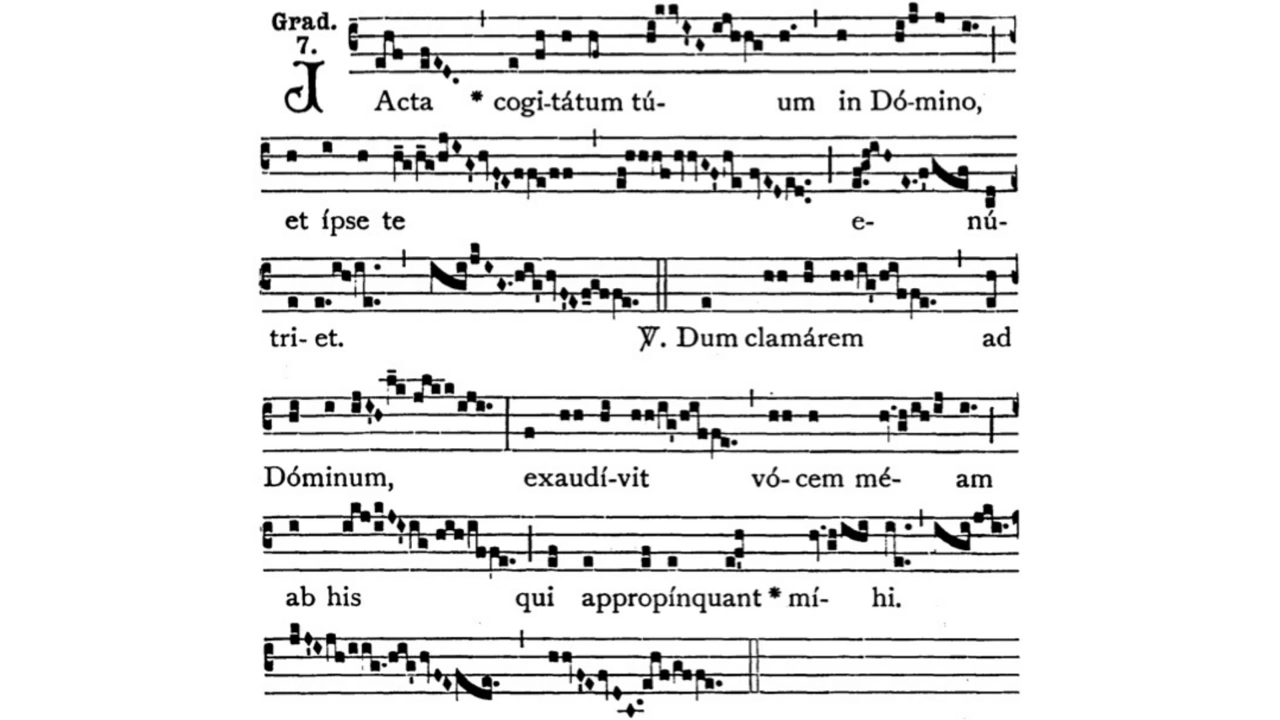 Grad.
7.
JActa * cogi-tátum tú- um in Dó-mino,
et ípse te e- nú-
tri- et. ℣. Dum clamárem ad
Dóminum, exaudí-vit vó- cem mé- am
ab his qui appropínquant * mí- hi.